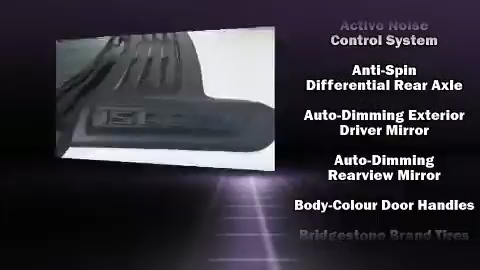 Active Noise
Control System
Anti-Spin
Differential Rear Axle
Auto-Dimming Exterior
Driver Mirror
Auto-Dimming
Rearview Mirror
Body-Colour Door Handles
Bridgestone Brand Tires